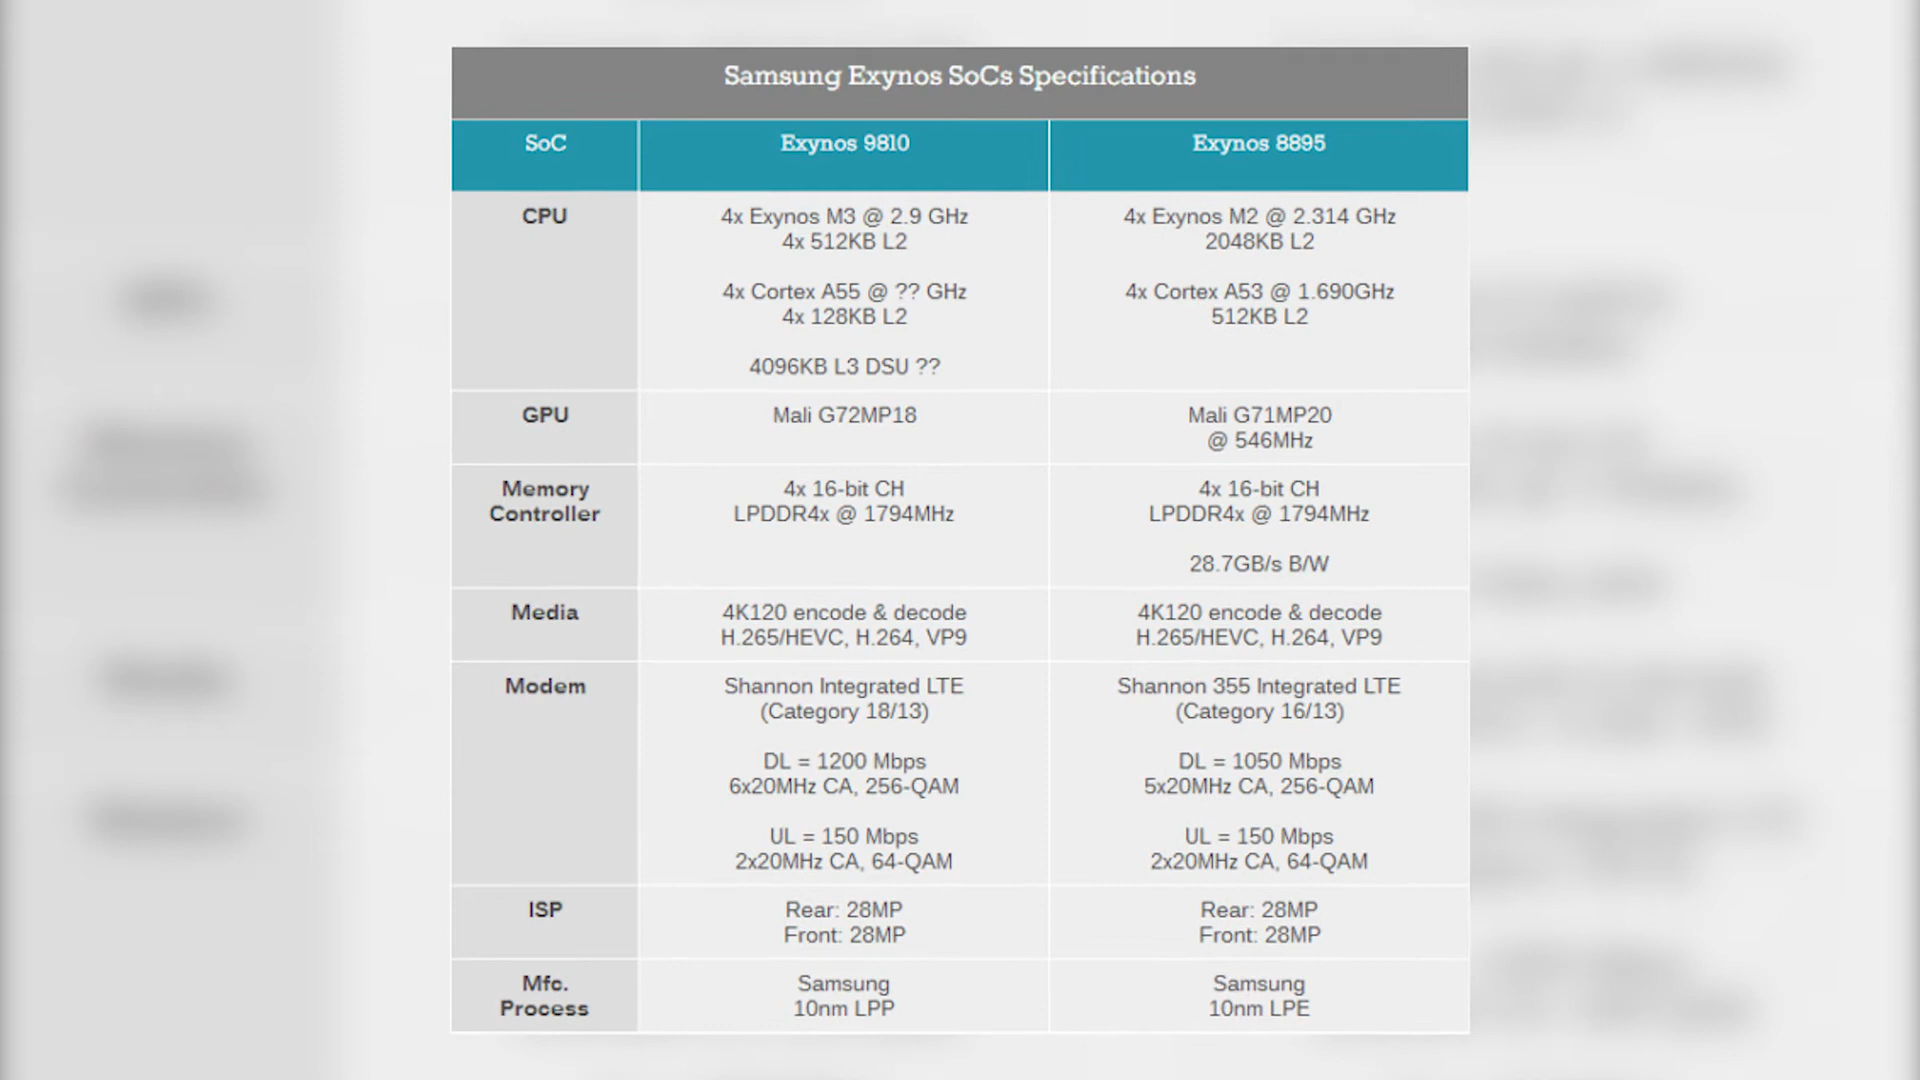 Samsung Exynos SoCs Specifications
SoC
Exynos 9810
Exynos 8895
CPU
4x Exynos M3 @ 2.9 GHz
4x 512KB L2
4x Cortex A55 @ ?? GHz
4x 128KB L2
4096KB L3 DSU ??
4x Exynos M2 @ 2.314 GHz
2048KB L2
4x Cortex A53 @ 1.690GHz
512KB L2
GPU
Mali G72MP18
Mali G71MP20
@ 546MHz
Memory
Controller
4x 16-bit CH
LPDDR4x @ 1794MHz
4x 16-bit CH
LPDDR4x @ 1794MHz
28.7GB/s B/W
Media
4K120 encode & decode
H.265/HEVC, H.264, VP9
4K120 encode & decode
H.265/HEVC, H.264, VP9
Modem
Shannon Integrated LTE
(Category 18/13)
DL = 1200 Mbps
6x20MHz CA, 256-QAM
UL = 150 Mbps
2x20MHz CA, 64-QAM
Shannon 355 Integrated LTE
(Category 16/13)
DL = 1050 Mbps
5x20MHz CA, 256-QAM
UL = 150 Mbps
2x20MHz CA, 64-QAM
ISP
Rear: 28MP
Front: 28MP
Rear: 28MP
Front: 28MP
Mfc.
Process
Samsung
10nm LPP
Samsung
10nm LPE